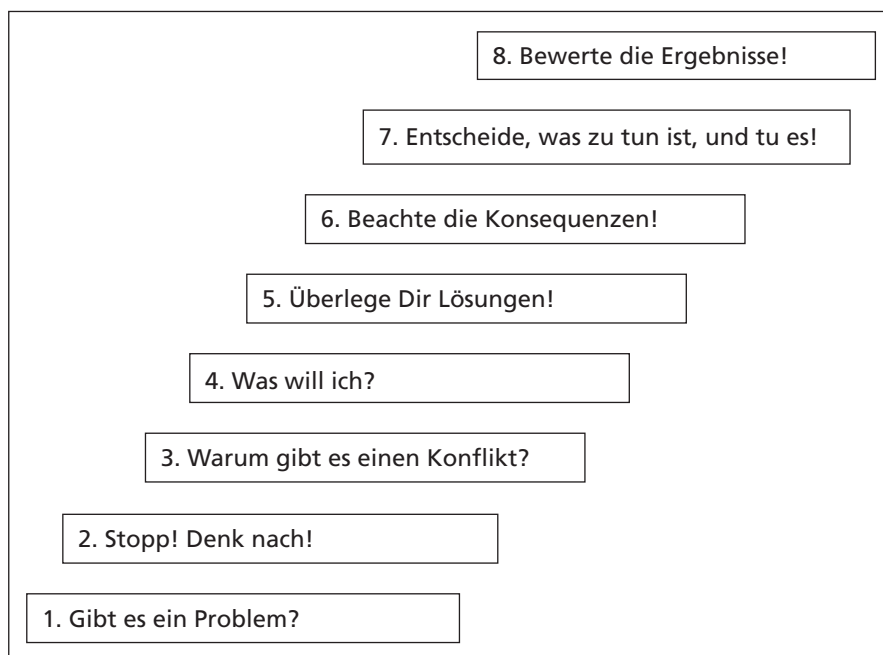 8. Bewerte die Ergebnisse!
7. Entscheide, was zu tun ist, und tu es!
6. Beachte die Konsequenzen!
5. Überlege Dir Lösungen!
4. Was will ich?
3. Warum gibt es einen Konflikt?
2. Stopp! Denk nach!
1. Gibt es ein Problem?